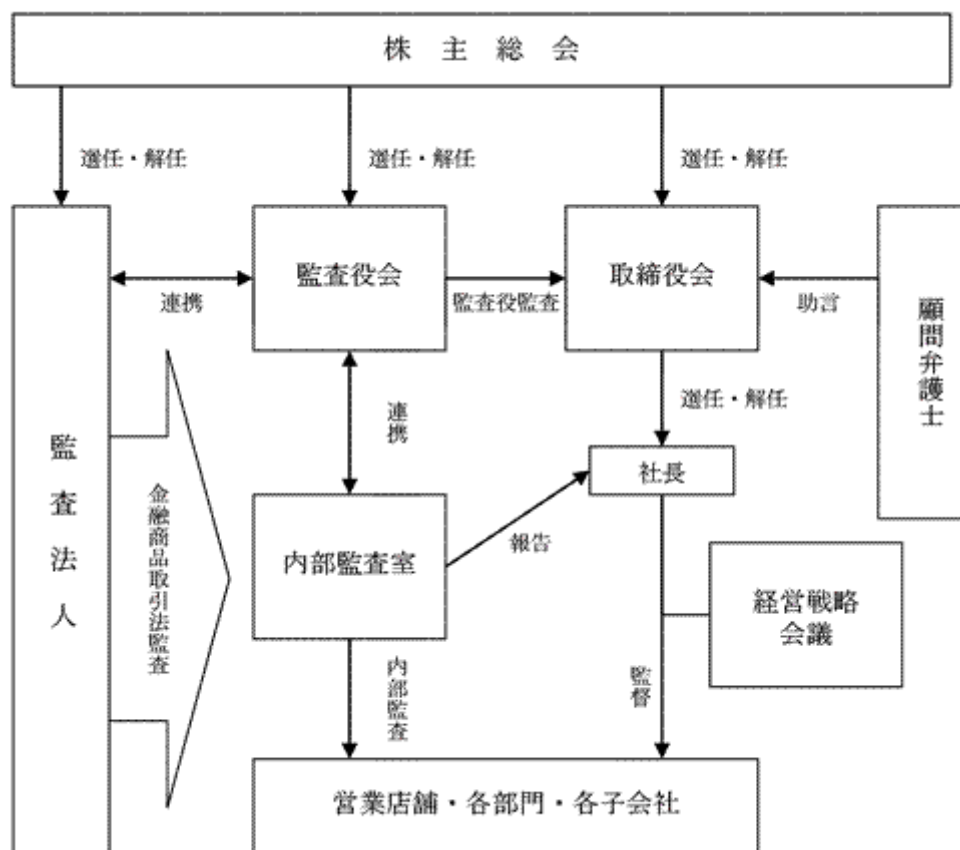 株主総会
選任・解任
選任・解任
選任・解任
監査役会
取締役会
連携
監査役監査
助言
顧問弁護士
連携
選任・解任
社長
監査法人
金融商品取引法監査
内部監査室
報告
経営戦略
会議
内部監査
監督
営業店舗・各部門・各子会社